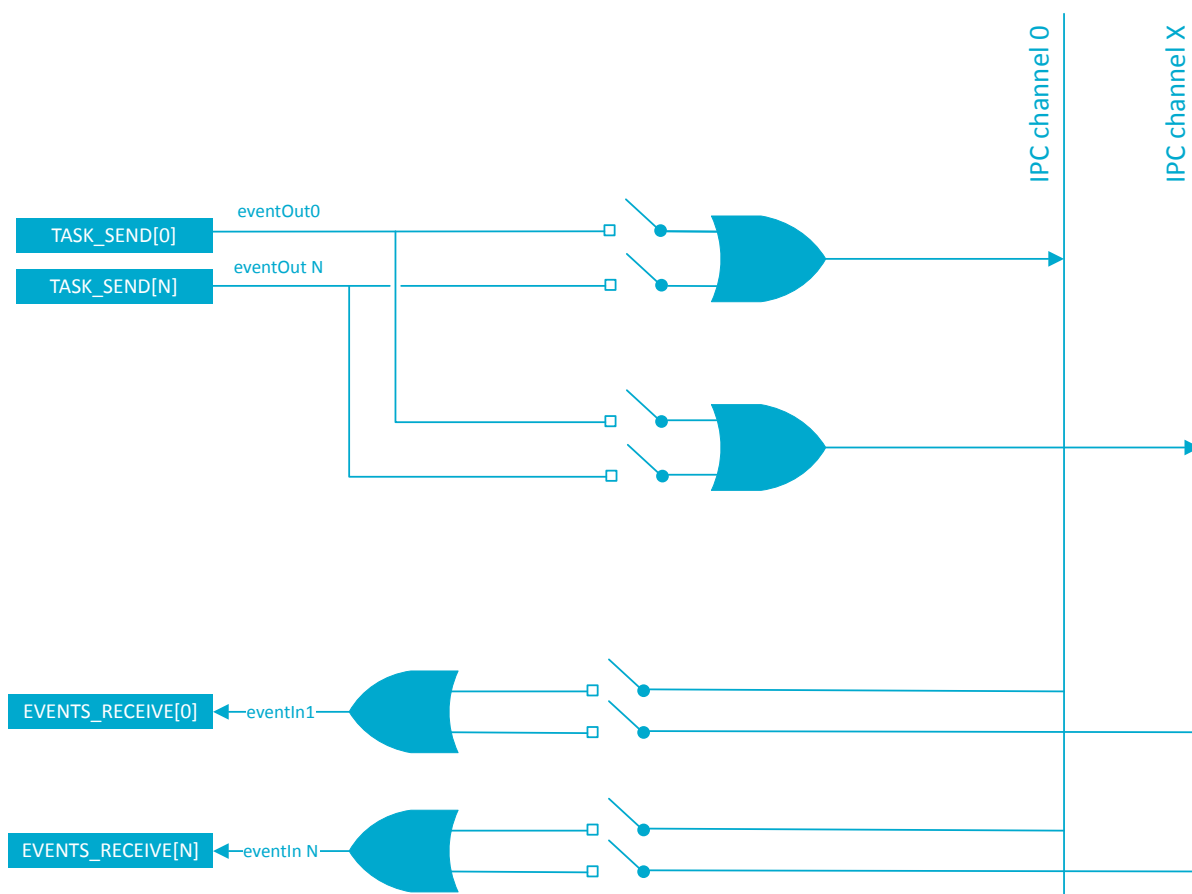 IPC channel 0
IPC channel X
eventOut0
TASK_SEND[0]
eventOut N
TASK_SEND[N]
EVENTS_RECEIVE[0]
eventIn1
EVENTS_RECEIVE[N]
eventIn N